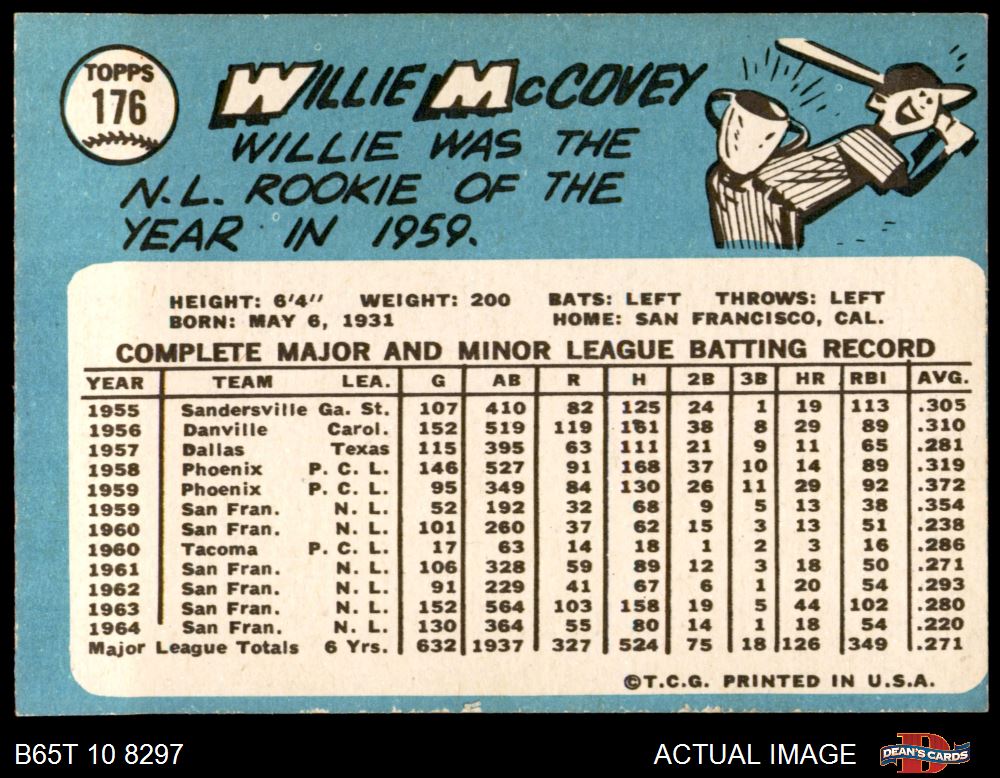 TOPPS
176
WILLIE McCOVEY
WILLIE WAS THE
N.L. ROOKIE OF THE
YEAR IN 1959.
HEIGHT: 6'4" WEIGHT: 200 BATS: LEFT THROWS: LEFT
BORN: MAY 6, 1931 HOME: SAN FRANCISCO, CAL.
COMPLETE MAJOR AND MINOR LEAGUE BATTING RECORD
YEAR TEAM LEA. G AB R H 2B 3B HR RBI AVG.
1955 Sandersville Ga. St. 107 410 82 125 24 1 19 113 .305
1956 Danville Carol. 152 519 119 161 38 8 29 89 .310
1957 Dallas Texas 115 395 63 111 21 9 11 65 .281
1958 Phoenix P. C. L. 146 527 91 168 37 10 14 89 .319
1959 Phoenix P. C. L. 95 349 84 130 26 11 29 92 .372
1959 San Fran. N. L. 52 192 32 68 9 5 13 38 .354
1960 San Fran. N. L. 101 260 37 62 15 3 13 51 .238
1960 Tacoma P. C. L. 17 63 14 18 1 2 3 16 .286
1961 San Fran. N. L. 106 328 59 89 12 3 18 50 .271
1962 San Fran. N. L. 91 229 41 67 6 1 20 54 .293
1963 San Fran. N. L. 152 564 103 158 19 5 44 102 .280
1964 San Fran. N. L. 130 364 55 80 14 1 18 54 .220
Major League Totals 6 Yrs. 632 1937 327 524 75 18 126 349 .271
©T.C.G. PRINTED IN U.S.A.
B65T 10 8297 ACTUAL IMAGE DEAN'S CARDS